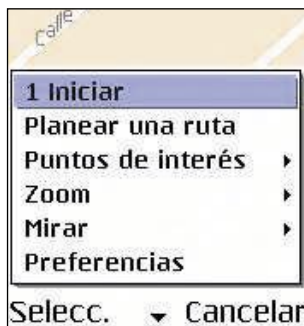 Calle
1 Iniciar
Planear una ruta
Puntos de interés
Zoom
Mirar
Preferencias
Selecc. Cancelar